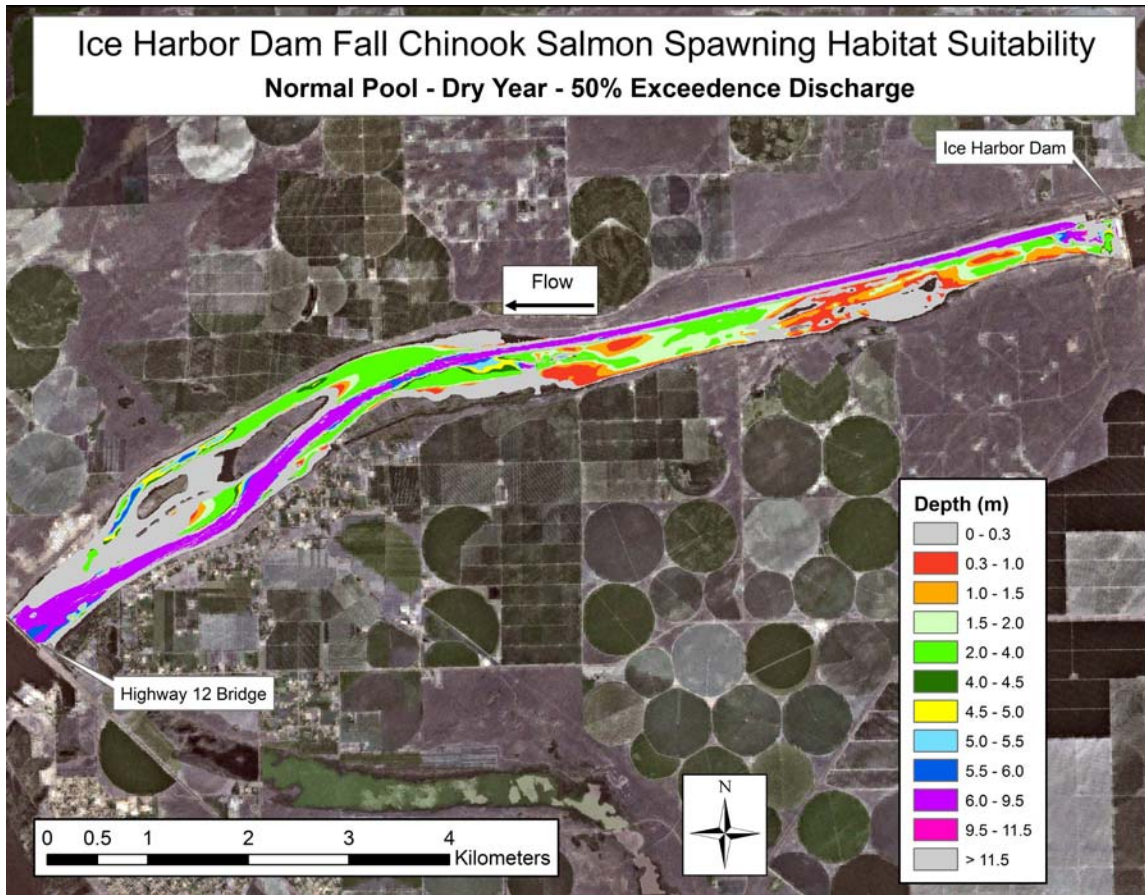 Ice Harbor Dam Fall Chinook Salmon Spawning Habitat Suitability
Normal Pool - Dry Year - 50% Exceedence Discharge
Ice Harbor Dam
Flow
Highway 12 Bridge
Depth (m)
0 - 0.3
0.3 - 1.0
1.0 - 1.5
1.5 - 2.0
2.0 - 4.0
4.0 - 4.5
4.5 - 5.0
5.0 - 5.5
5.5 - 6.0
6.0 - 9.5
9.5 - 11.5
> 11.5
N
0 0.5 1 2 3 4
Kilometers